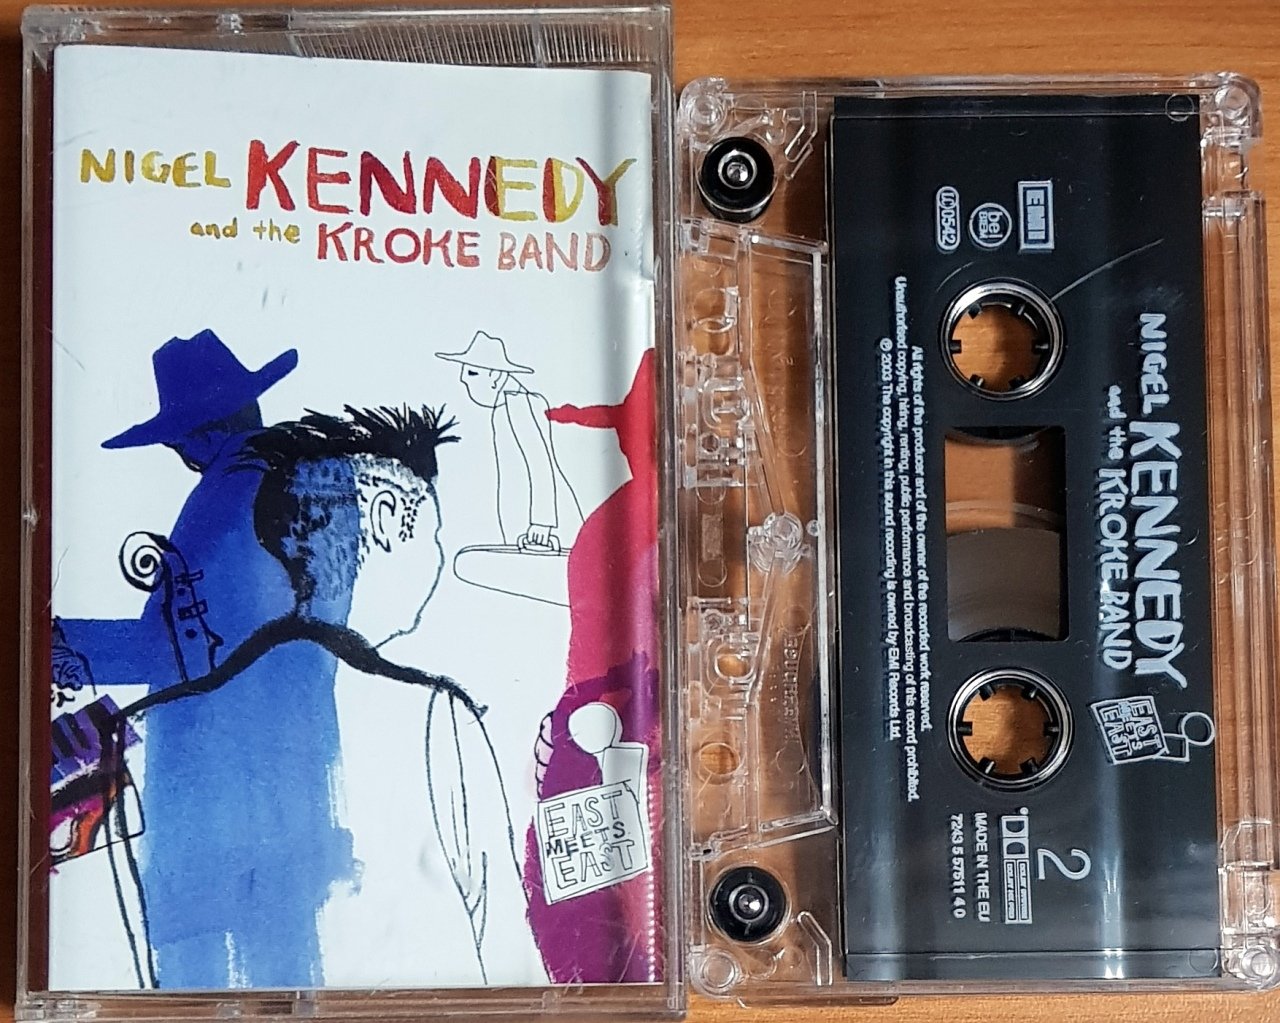 NIGEL KENNEDY
and the KROKE BAND
EAST
MEETS
EAST
NIGEL KENNEDY
and the KROKE BAND
EAST
MEETS
EAST
2
EMI
bel
BIEM
LC 0542
All rights of the producer and of the owner of the recorded work reserved.
Unauthorised copying, hiring, renting, public performance and broadcasting of this record prohibited.
℗ 2003 The copyright in this sound recording is owned by EMI Records Ltd.
MADE IN THE EU
7243 5 57511 4 0